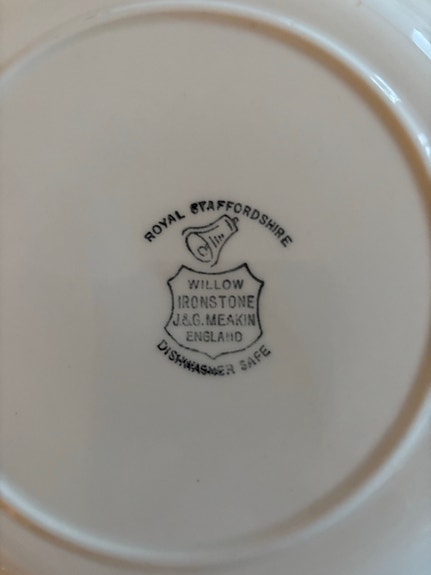 ROYAL STAFFORDSHIRE
WILLOW
IRONSTONE
J.&G. MEAKIN
ENGLAND
DISHWASHER SAFE